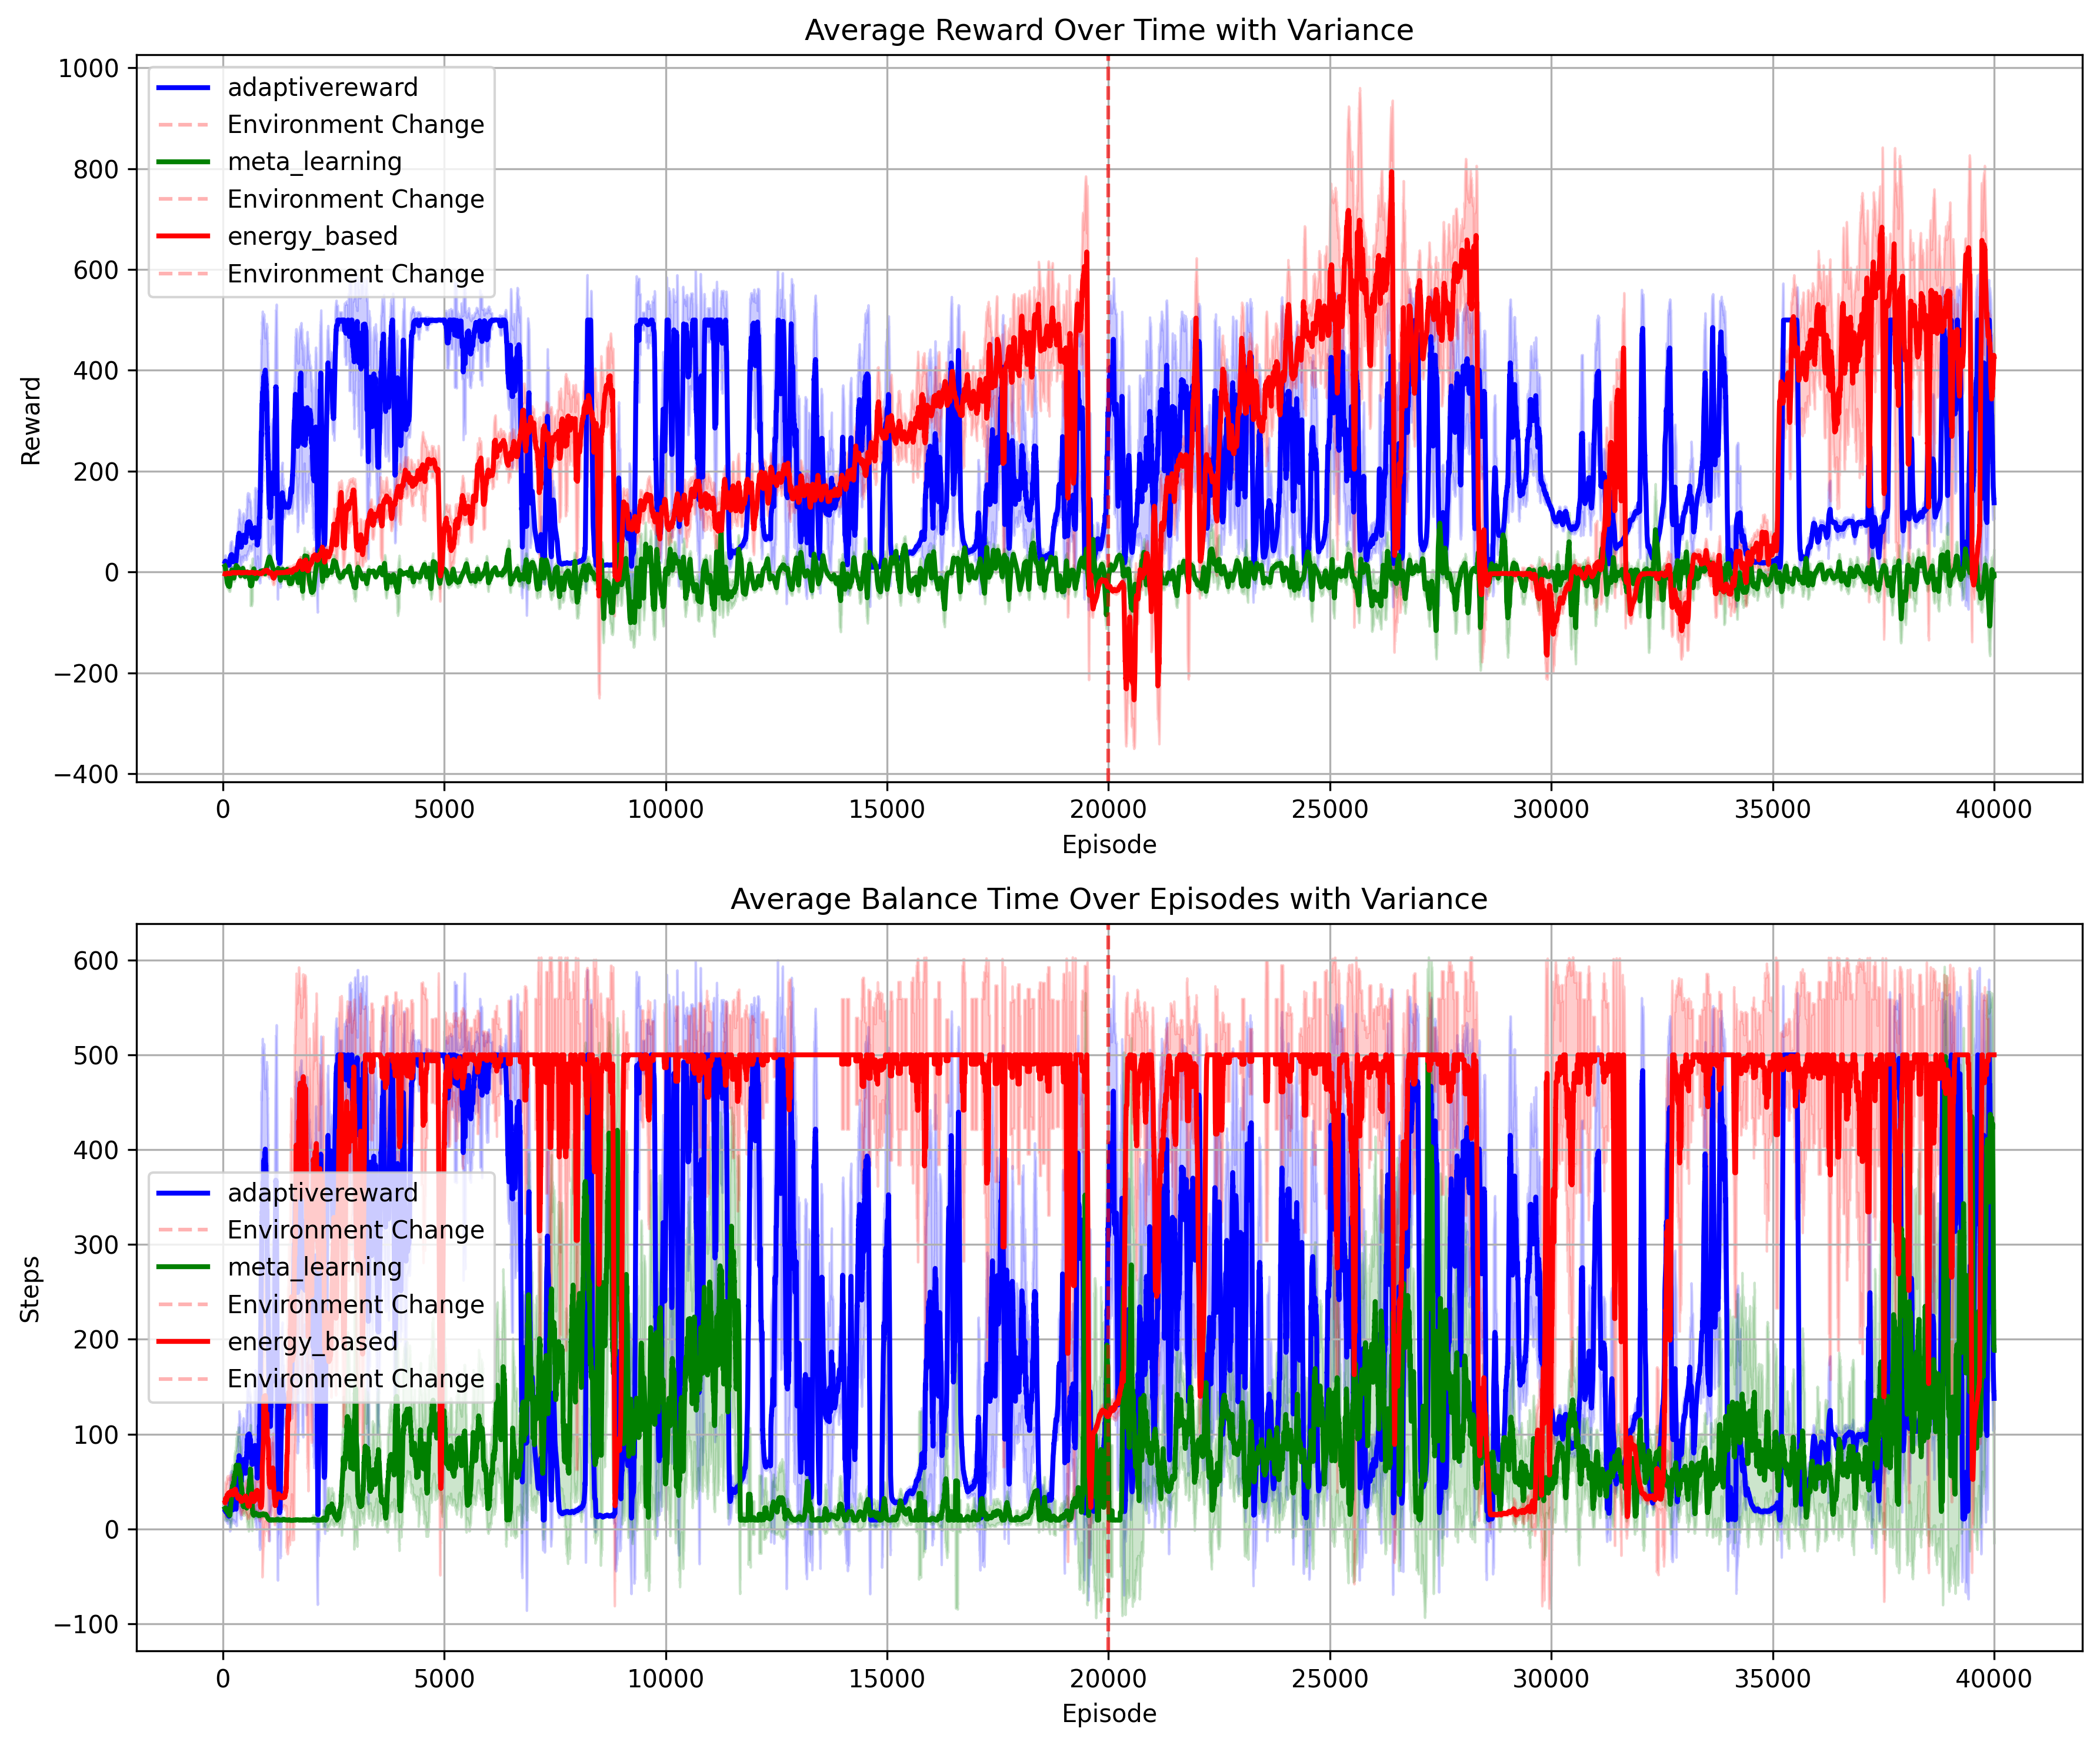 Average Reward Over Time with Variance
1000
800
600
400
200
0
−200
−400
Reward
adaptivereward
Environment Change
meta_learning
Environment Change
energy_based
Environment Change
0 5000 10000 15000 20000 25000 30000 35000 40000
Episode
Average Balance Time Over Episodes with Variance
600
500
400
300
200
100
0
−100
Steps
adaptivereward
Environment Change
meta_learning
Environment Change
energy_based
Environment Change
0 5000 10000 15000 20000 25000 30000 35000 40000
Episode